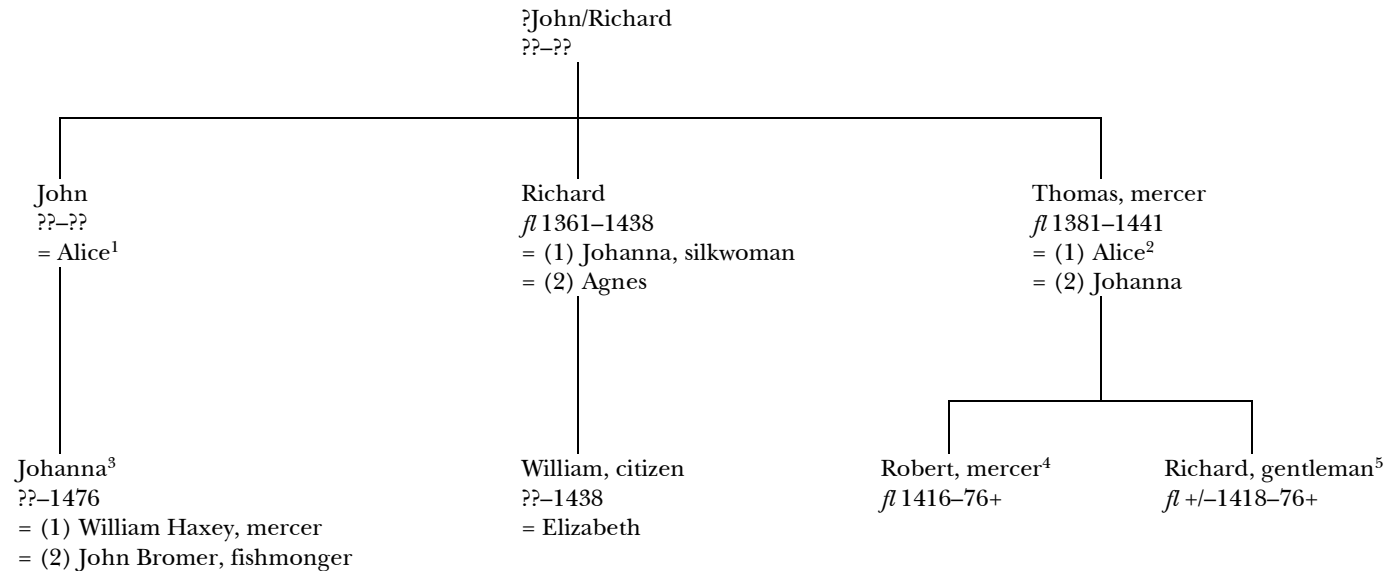 ?John/Richard
??–??
John
??–??
= Alice¹
Richard
fl 1361–1438
= (1) Johanna, silkwoman
= (2) Agnes
Thomas, mercer
fl 1381–1441
= (1) Alice²
= (2) Johanna
Johanna³
??–1476
= (1) William Haxey, mercer
= (2) John Bromer, fishmonger
William, citizen
??–1438
= Elizabeth
Robert, mercer⁴
fl 1416–76+
Richard, gentleman⁵
fl +/–1418–76+